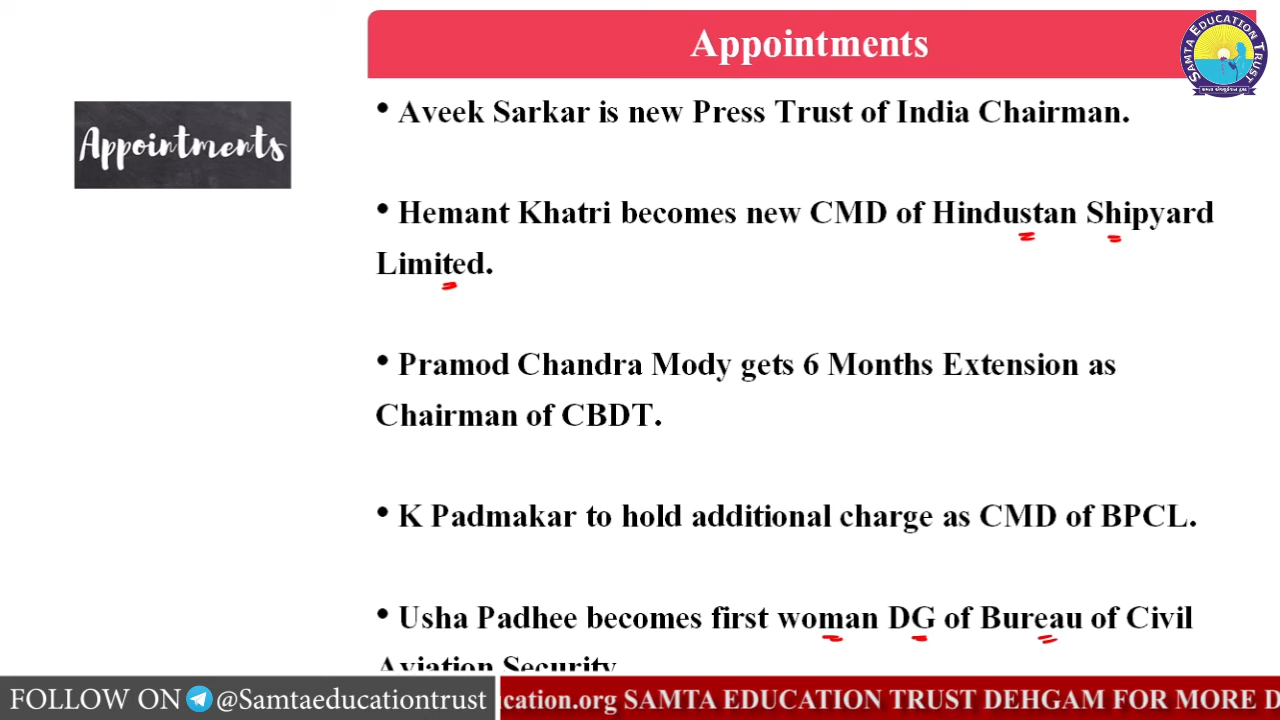 Appointments
SAMTA EDUCATION TRUST
Appointments
• Aveek Sarkar is new Press Trust of India Chairman.
• Hemant Khatri becomes new CMD of Hindustan Shipyard
Limited.
• Pramod Chandra Mody gets 6 Months Extension as
Chairman of CBDT.
• K Padmakar to hold additional charge as CMD of BPCL.
• Usha Padhee becomes first woman DG of Bureau of Civil
Aviation Security
FOLLOW ON @Samtaeducationtrust
cation.org SAMTA EDUCATION TRUST DEHGAM FOR MORE D